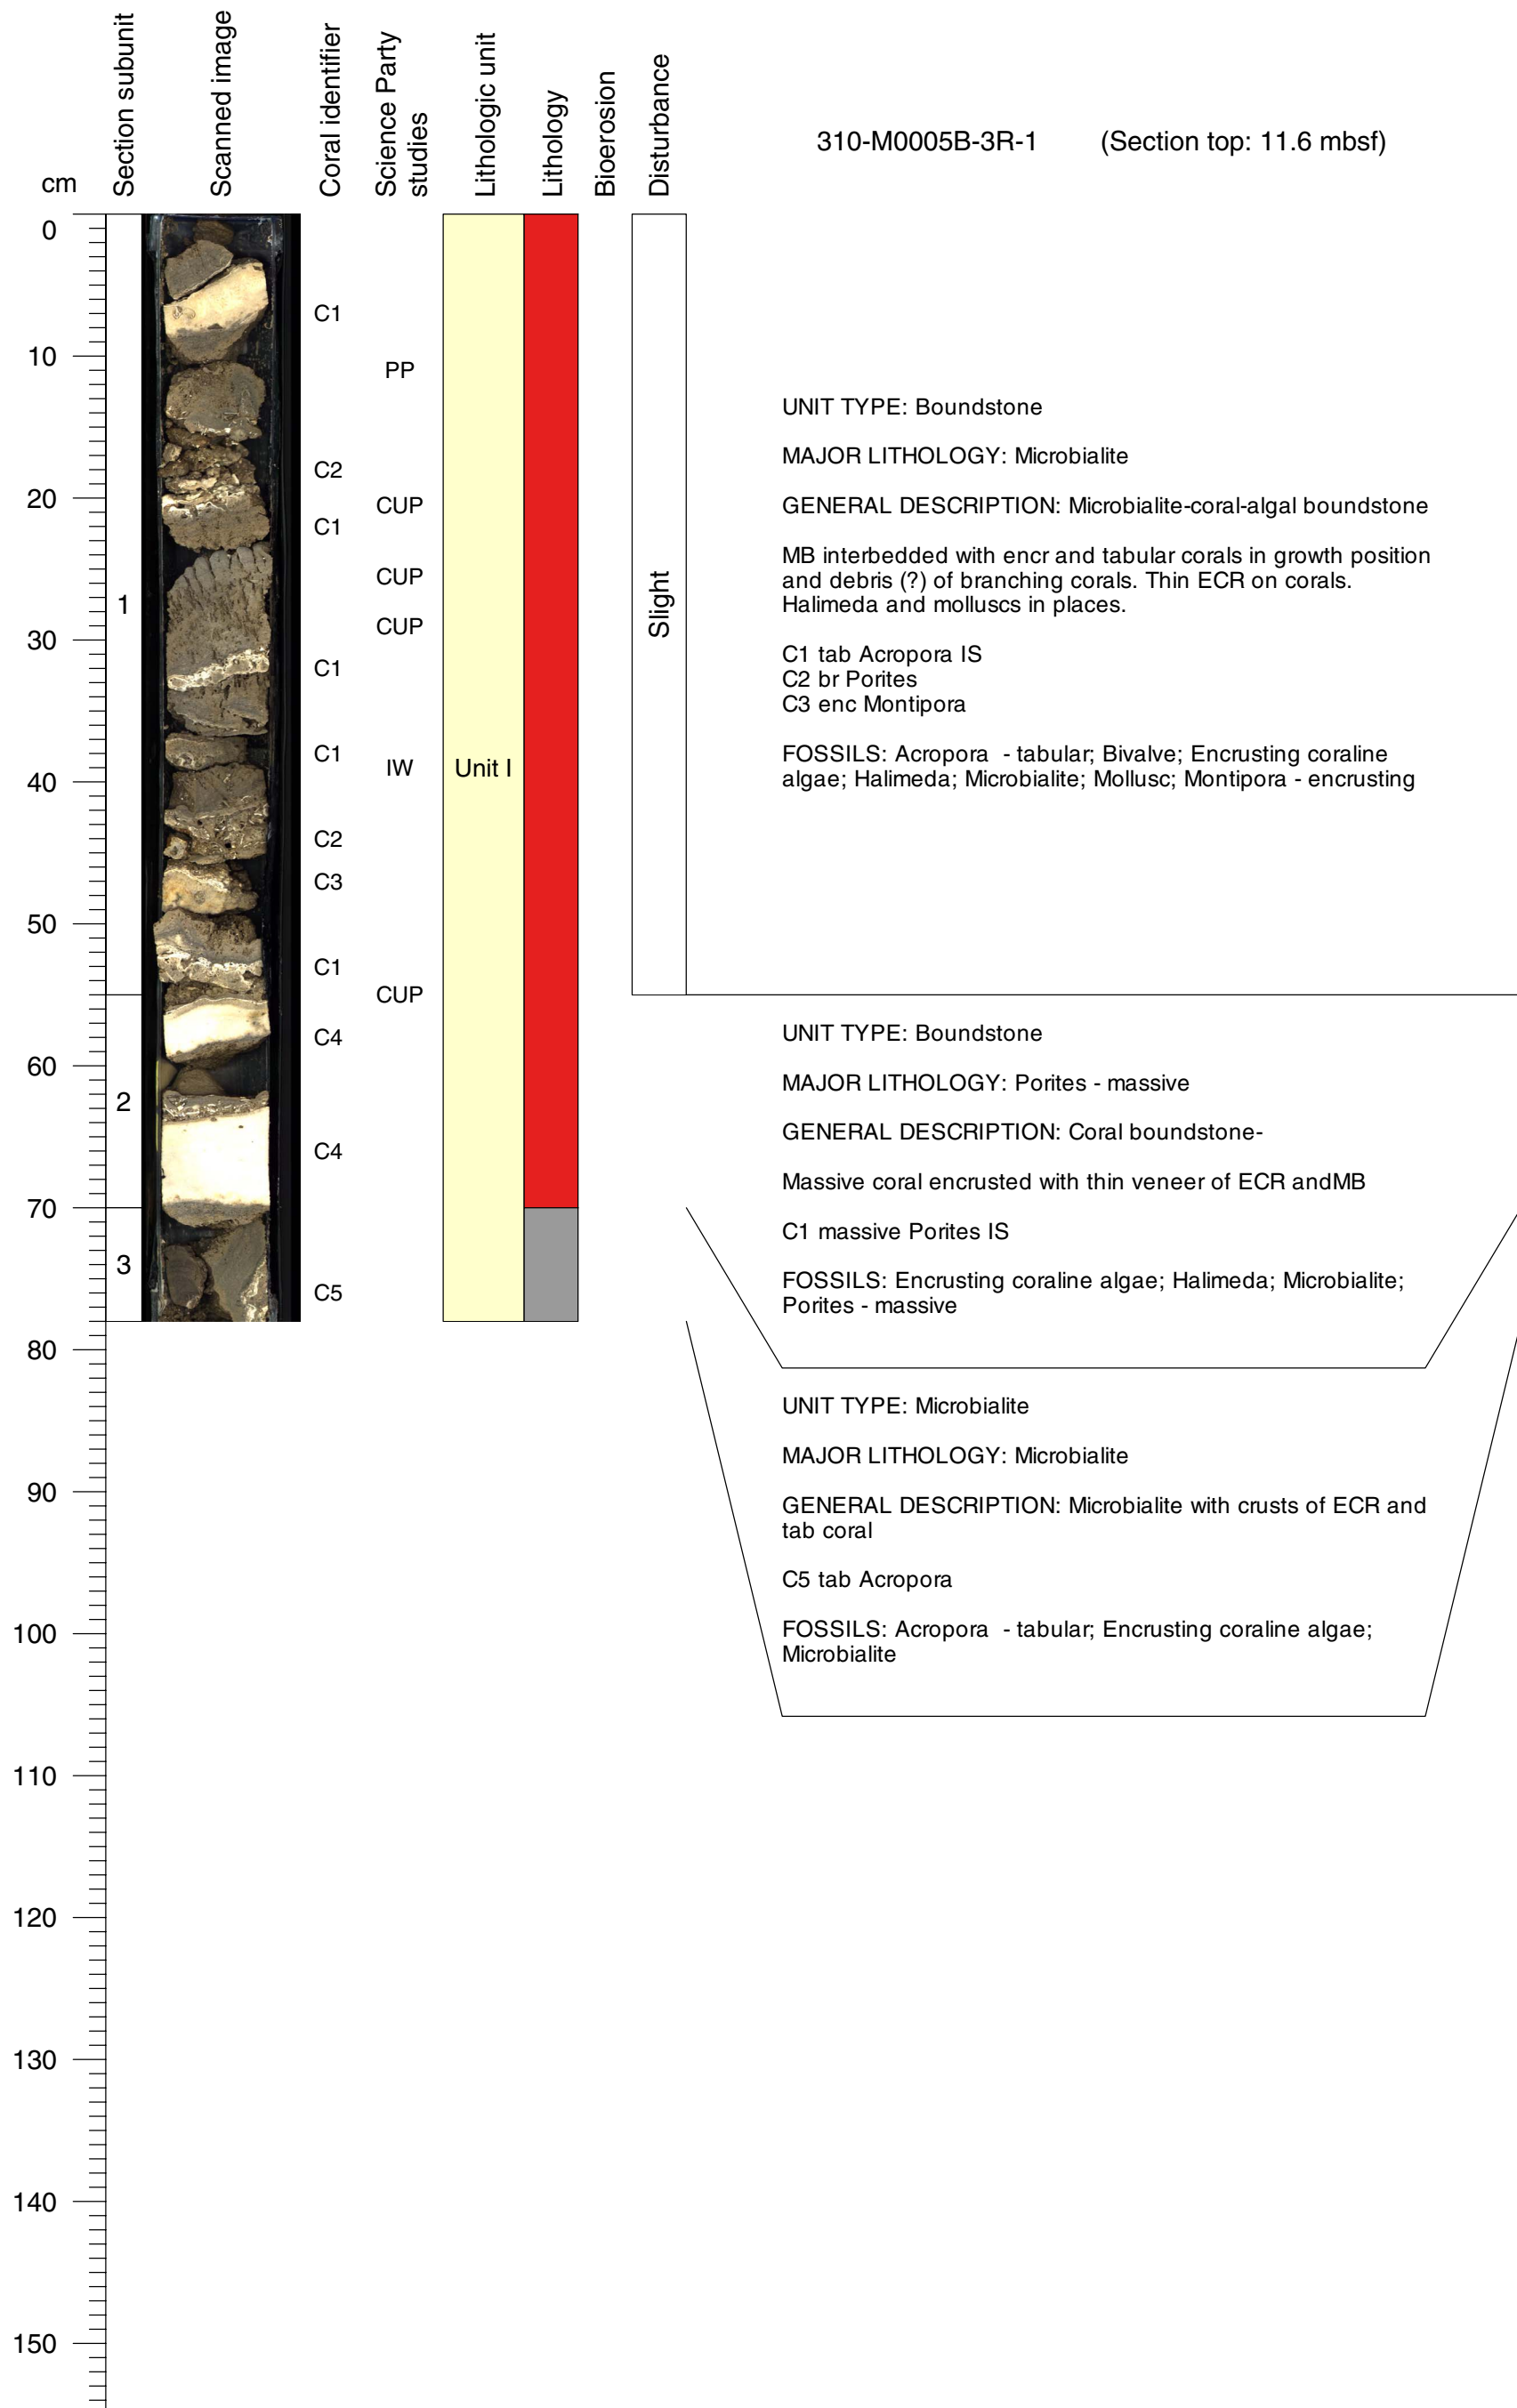 Section subunit
Scanned image
Coral identifier
Science Party
studies
Lithologic unit
Lithology
Bioerosion
Disturbance
310-M0005B-3R-1 (Section top: 11.6 mbsf)
cm
0
10
20
30
40
50
60
70
80
90
100
110
120
130
140
150
1
2
3
C1
C2
C1
C1
C1
C2
C3
C1
C4
C4
C5
PP
CUP
CUP
CUP
IW
CUP
Unit I
Slight
UNIT TYPE: Boundstone
MAJOR LITHOLOGY: Microbialite
GENERAL DESCRIPTION: Microbialite-coral-algal boundstone
MB interbedded with encr and tabular corals in growth position
and debris (?) of branching corals. Thin ECR on corals.
Halimeda and molluscs in places.
C1 tab Acropora IS
C2 br Porites
C3 enc Montipora
FOSSILS: Acropora - tabular; Bivalve; Encrusting coraline
algae; Halimeda; Microbialite; Mollusc; Montipora - encrusting
UNIT TYPE: Boundstone
MAJOR LITHOLOGY: Porites - massive
GENERAL DESCRIPTION: Coral boundstone-
Massive coral encrusted with thin veneer of ECR andMB
C1 massive Porites IS
FOSSILS: Encrusting coraline algae; Halimeda; Microbialite;
Porites - massive
UNIT TYPE: Microbialite
MAJOR LITHOLOGY: Microbialite
GENERAL DESCRIPTION: Microbialite with crusts of ECR and
tab coral
C5 tab Acropora
FOSSILS: Acropora - tabular; Encrusting coraline algae;
Microbialite